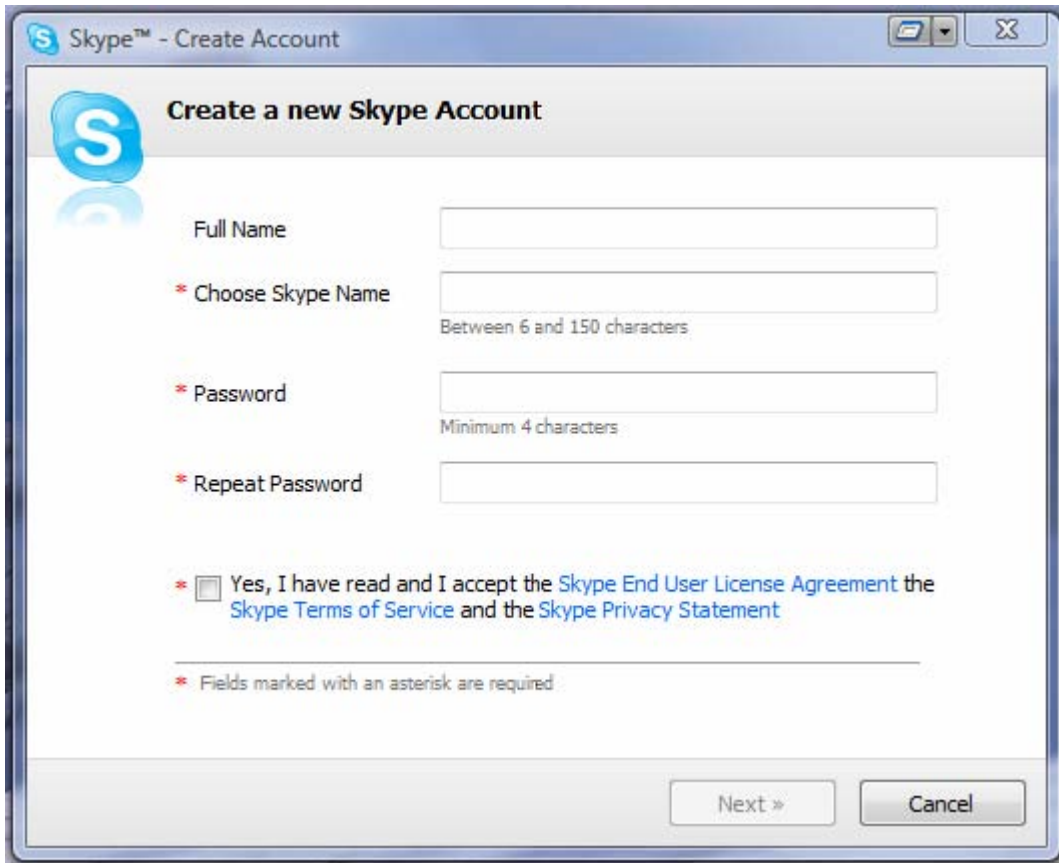 Skype™ - Create Account
S
Create a new Skype Account
Full Name
* Choose Skype Name
Between 6 and 150 characters
* Password
Minimum 4 characters
* Repeat Password
* Yes, I have read and I accept the Skype End User License Agreement the
Skype Terms of Service and the Skype Privacy Statement
* Fields marked with an asterisk are required
Next » Cancel